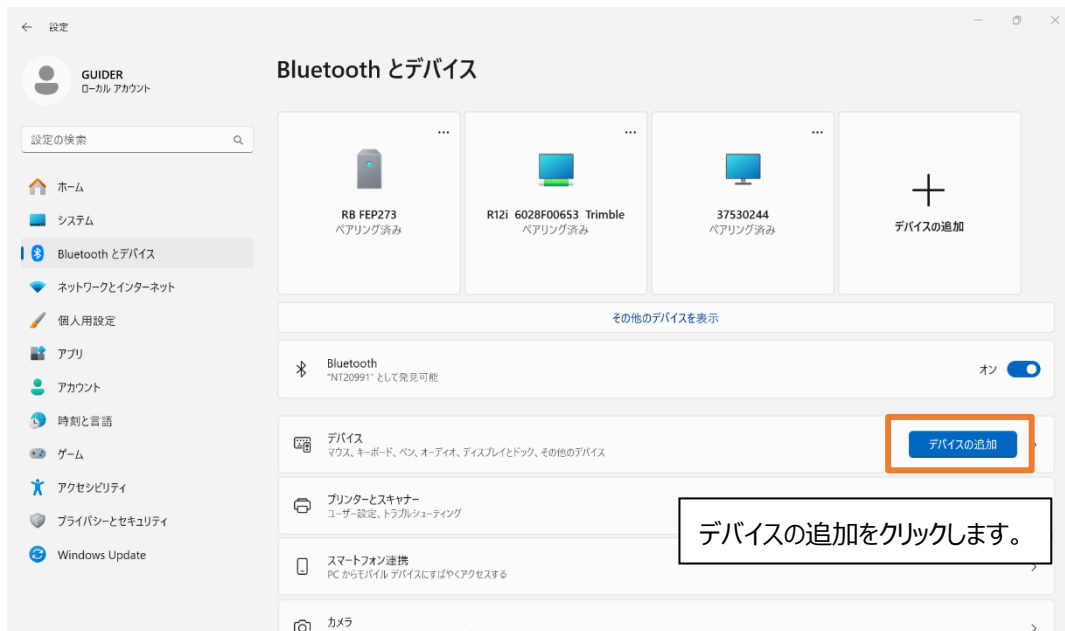 設定
GUIDER
ローカル アカウント
設定の検索
ホーム
システム
Bluetooth とデバイス
ネットワークとインターネット
個人用設定
アプリ
アカウント
時刻と言語
ゲーム
アクセシビリティ
プライバシーとセキュリティ
Windows Update
Bluetooth とデバイス
RB FEP273
ペアリング済み
R12i 6028F00653 Trimble
ペアリング済み
37530244
ペアリング済み
デバイスの追加
その他のデバイスを表示
Bluetooth
"NT20991" として発見可能
オン
デバイス
マウス、キーボード、ペン、オーディオ、ディスプレイとドック、その他のデバイス
デバイスの追加
プリンターとスキャナー
ユーザー設定、トラブルシューティング
デバイスの追加をクリックします。
スマートフォン連携
PC からモバイル デバイスにすばやくアクセスする
カメラ